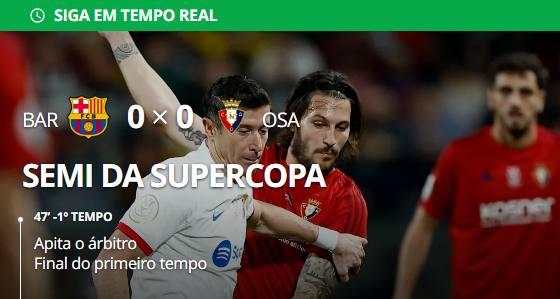 SIGA EM TEMPO REAL
BAR 0 × 0 OSA
SEMI DA SUPERCOPA
47' -1º TEMPO
Apita o árbitro
Final do primeiro tempo
KOSNER